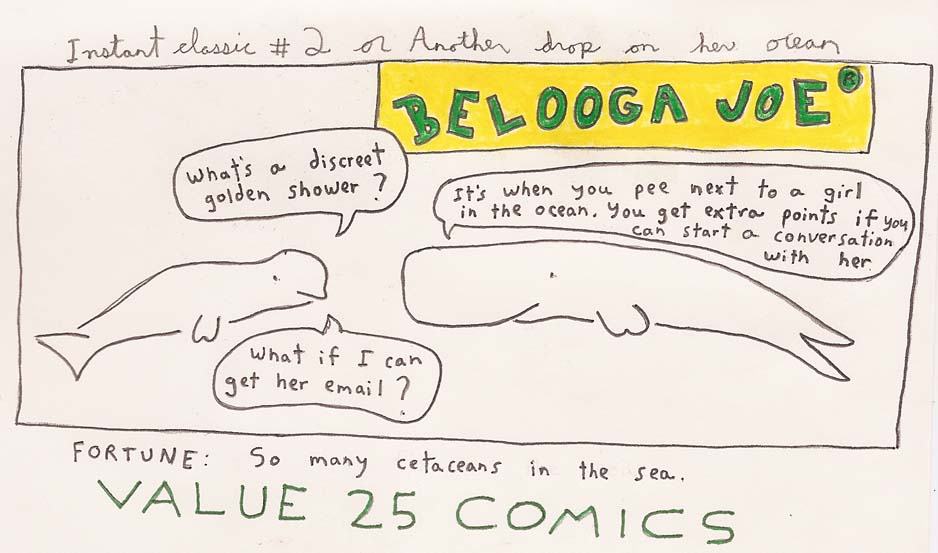 Instant classic # 2 or Another drop on her ocean
BELOOGA JOE®
What's a discreet
golden shower?
It's when you pee next to a girl
in the ocean. You get extra points if you
can start a conversation
with her.
What if I can
get her email?
FORTUNE: So many cetaceans in the sea.
VALUE 25 COMICS